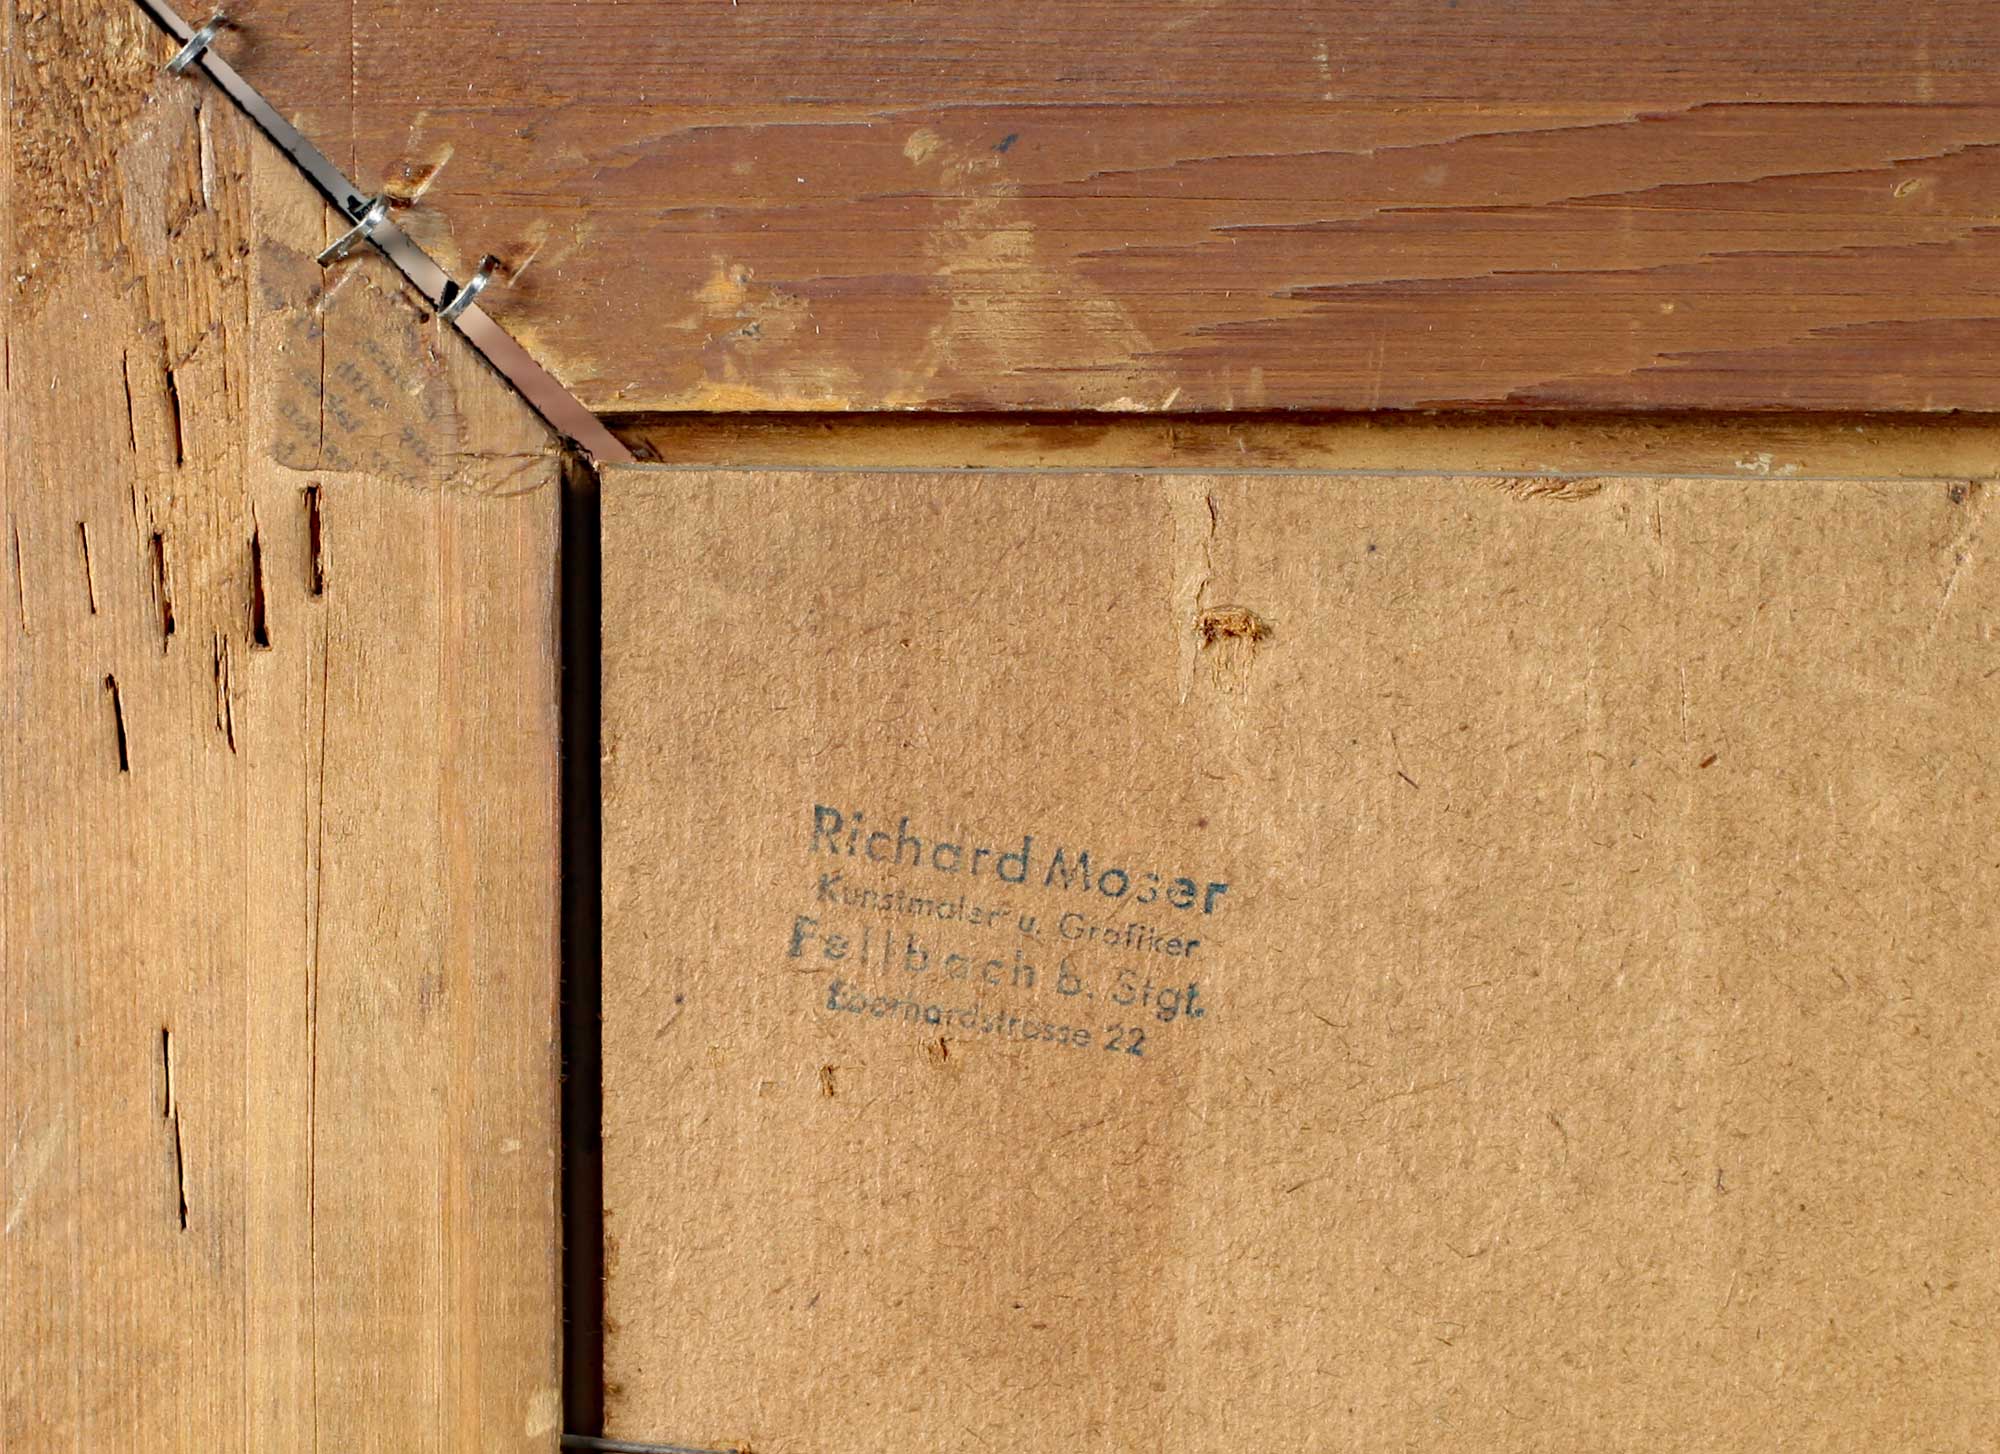 Richard Moser
Kunstmaler u. Grafiker
Fellbach b. Stgt.
Eberhardstrasse 22